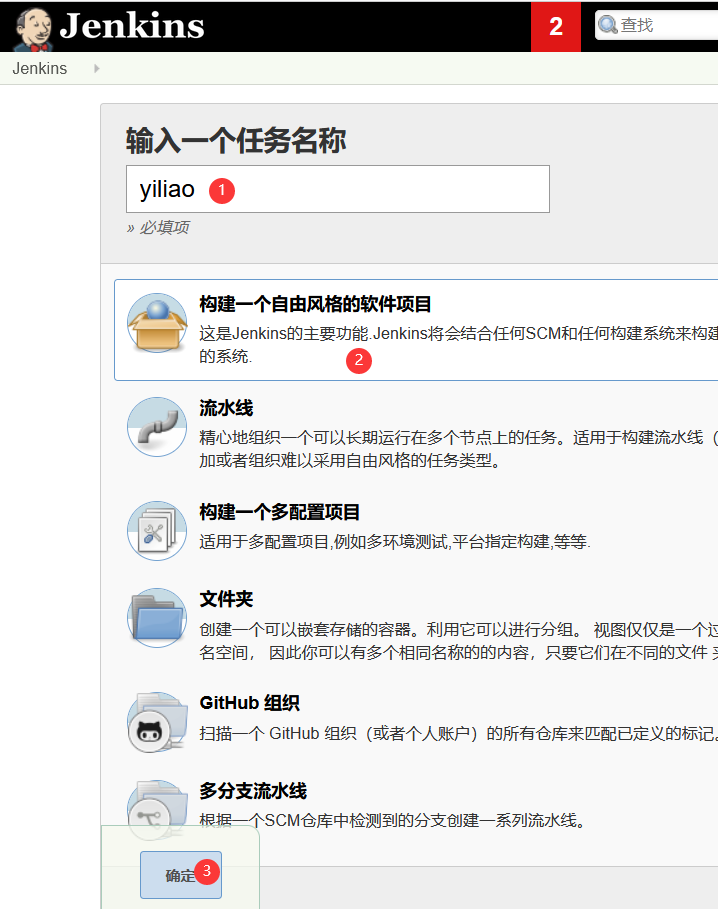 Jenkins
2
查找
Jenkins
输入一个任务名称
yiliao
1
» 必填项
构建一个自由风格的软件项目
这是Jenkins的主要功能.Jenkins将会结合任何SCM和任何构建系统来构建
的系统.
2
流水线
精心地组织一个可以长期运行在多个节点上的任务。适用于构建流水线（
加或者组织难以采用自由风格的任务类型。
构建一个多配置项目
适用于多配置项目,例如多环境测试,平台指定构建,等等.
文件夹
创建一个可以嵌套存储的容器。利用它可以进行分组。 视图仅仅是一个过
名空间， 因此你可以有多个相同名称的的内容，只要它们在不同的文件 夹
GitHub 组织
扫描一个 GitHub 组织（或者个人账户）的所有仓库来匹配已定义的标记。
多分支流水线
根据一个SCM仓库中检测到的分支创建一系列流水线。
确定
3